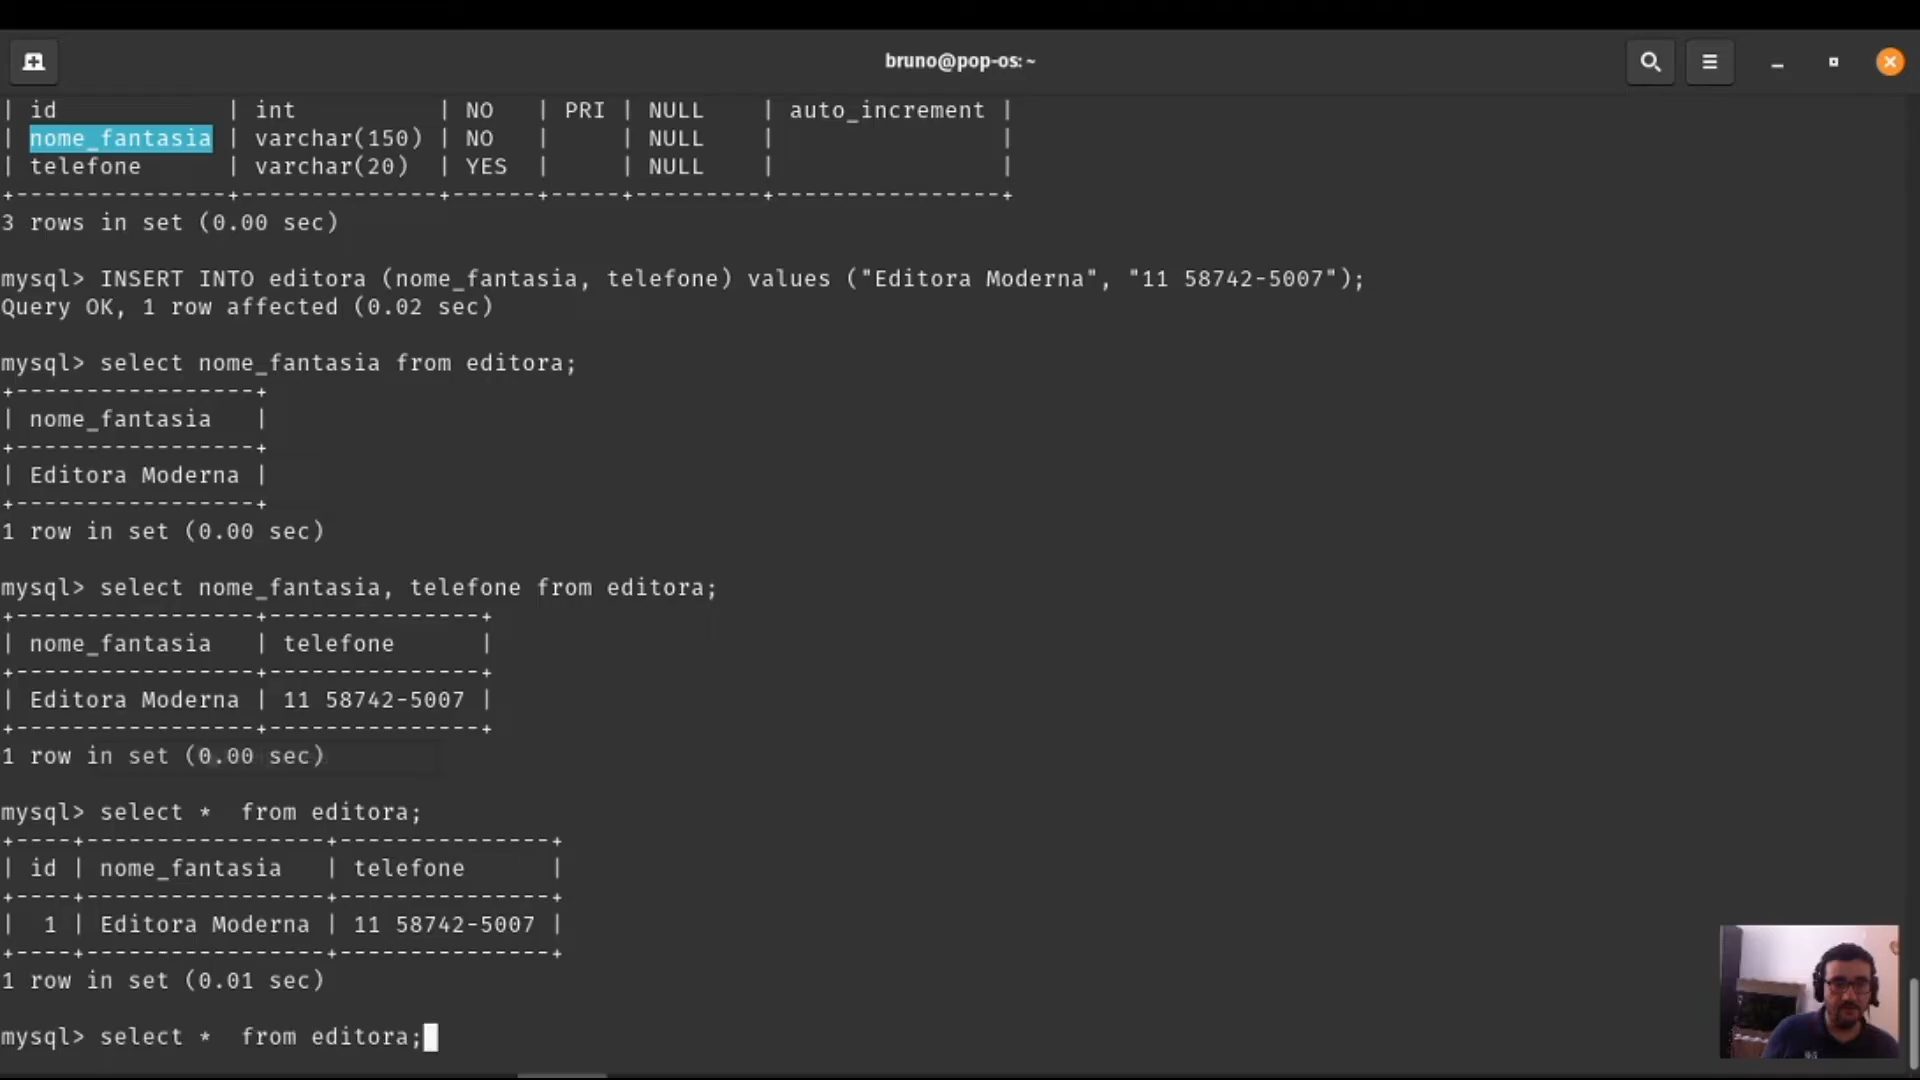 bruno@pop-os: ~
| id             | int          | NO   | PRI | NULL    | auto_increment |
| nome_fantasia  | varchar(150) | NO   |     | NULL    |                |
| telefone       | varchar(20)  | YES  |     | NULL    |                |
+----------------+--------------+------+-----+---------+----------------+
3 rows in set (0.00 sec)
mysql> INSERT INTO editora (nome_fantasia, telefone) values ("Editora Moderna", "11 58742-5007");
Query OK, 1 row affected (0.02 sec)
mysql> select nome_fantasia from editora;
+-----------------+
| nome_fantasia   |
+-----------------+
| Editora Moderna |
+-----------------+
1 row in set (0.00 sec)
mysql> select nome_fantasia, telefone from editora;
+-----------------+---------------+
| nome_fantasia   | telefone      |
+-----------------+---------------+
| Editora Moderna | 11 58742-5007 |
+-----------------+---------------+
1 row in set (0.00 sec)
mysql> select *  from editora;
+----+-----------------+---------------+
| id | nome_fantasia   | telefone      |
+----+-----------------+---------------+
|  1 | Editora Moderna | 11 58742-5007 |
+----+-----------------+---------------+
1 row in set (0.01 sec)
mysql> select *  from editora;